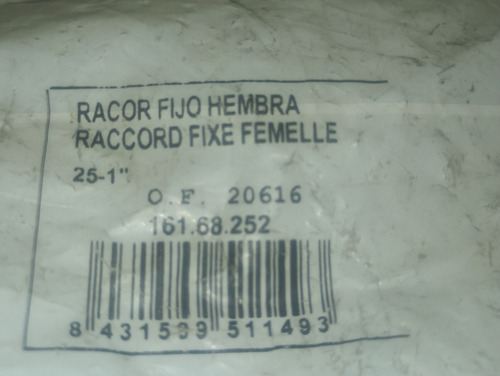 RACOR FIJO HEMBRA
RACCORD FIXE FEMELLE
25-1"
O.F. 20616
161.68.252
8 431599 511493